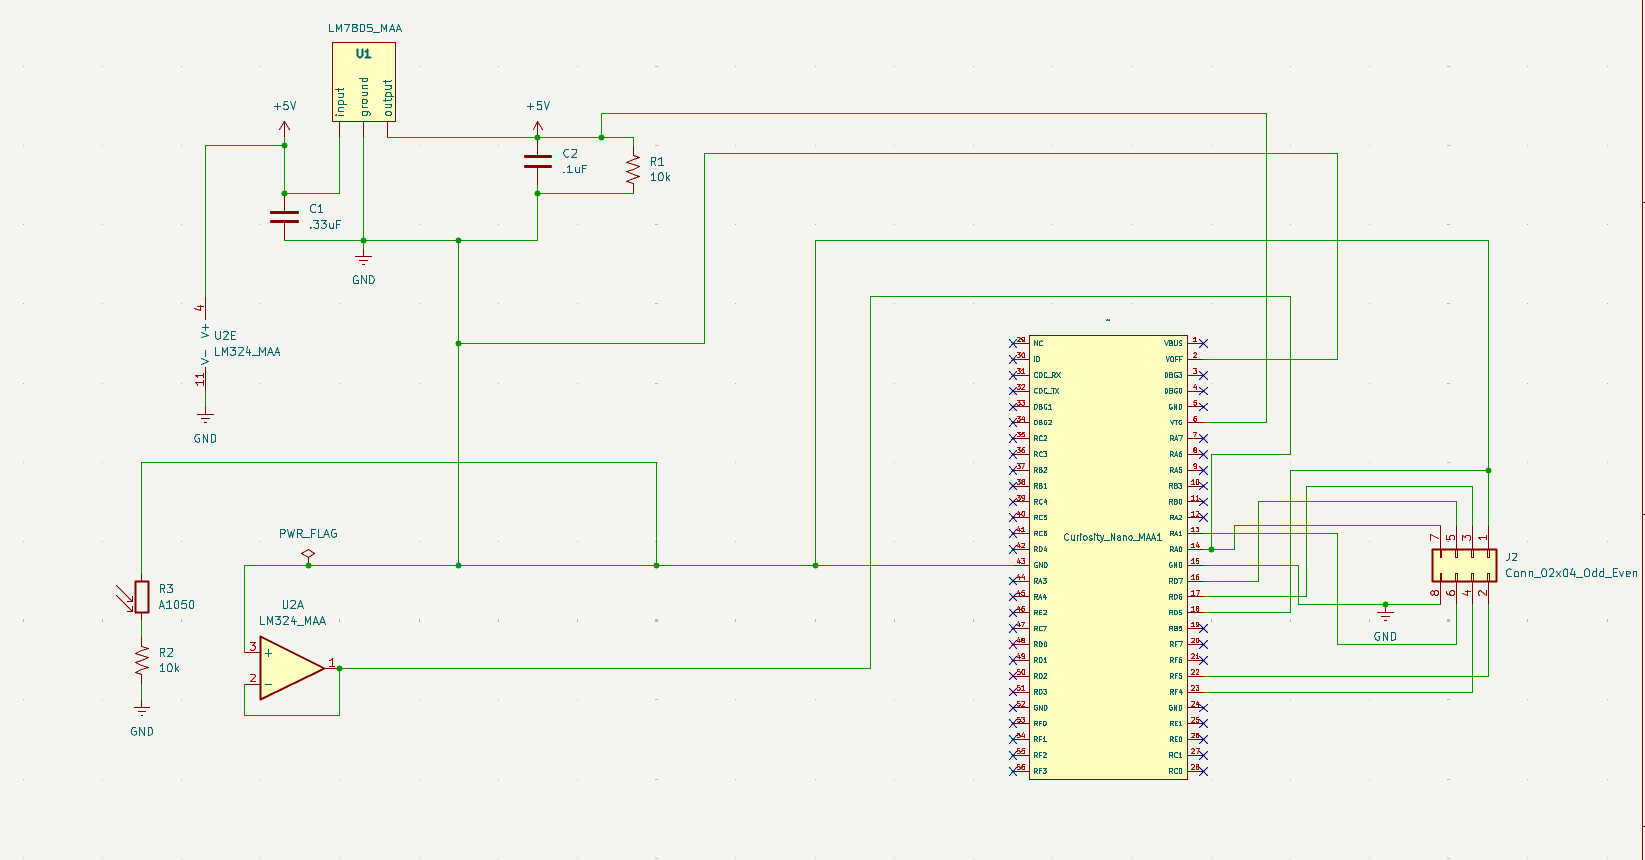 LM7805_MAA
U1
input
ground
output
+5V
+5V
C1
.33uF
C2
.1uF
R1
10k
GND
4
V+
V-
11
U2E
LM324_MAA
GND
PWR_FLAG
R3
A1050
R2
10k
GND
U2A
LM324_MAA
3
+
2
-
1
~
Curiosity_Nano_MAA1
29 NC
30 ID
31 CDC_RX
32 CDC_TX
33 DBG1
34 DBG2
35 RC2
36 RC3
37 RB2
38 RB1
39 RC4
40 RC5
41 RC6
42 RD4
43 GND
44 RA3
45 RA4
46 RE2
47 RC7
48 RD0
49 RD1
50 RD2
51 RD3
52 GND
53 RF0
54 RF1
55 RF2
56 RF3
VBUS 1
VOFF 2
DBG3 3
DBG0 4
GND 5
VTG 6
RA7 7
RA6 8
RA5 9
RB3 10
RB0 11
RA2 12
RA1 13
RA0 14
GND 15
RD7 16
RD6 17
RD5 18
RB5 19
RF7 20
RF6 21
RF5 22
RF4 23
GND 24
RE1 25
RE0 26
RC1 27
RC0 28
7 5 3 1
8 6 4 2
J2
Conn_02x04_Odd_Even
GND